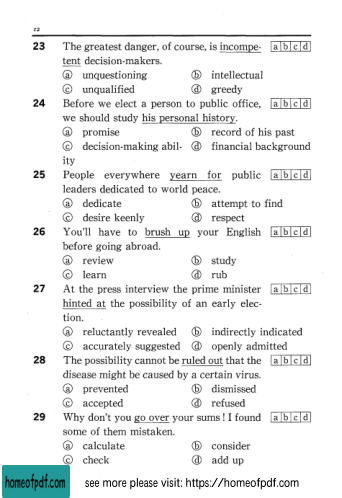 12
23 The greatest danger, of course, is incompe- a b c d
tent decision-makers.
ⓐ unquestioning ⓑ intellectual
ⓒ unqualified ⓓ greedy
24 Before we elect a person to public office, a b c d
we should study his personal history.
ⓐ promise ⓑ record of his past
ⓒ decision-making abil- ⓓ financial background
ity
25 People everywhere yearn for public a b c d
leaders dedicated to world peace.
ⓐ dedicate ⓑ attempt to find
ⓒ desire keenly ⓓ respect
26 You'll have to brush up your English a b c d
before going abroad.
ⓐ review ⓑ study
ⓒ learn ⓓ rub
27 At the press interview the prime minister a b c d
hinted at the possibility of an early elec-
tion.
ⓐ reluctantly revealed ⓑ indirectly indicated
ⓒ accurately suggested ⓓ openly admitted
28 The possibility cannot be ruled out that the a b c d
disease might be caused by a certain virus.
ⓐ prevented ⓑ dismissed
ⓒ accepted ⓓ refused
29 Why don't you go over your sums! I found a b c d
some of them mistaken.
ⓐ calculate ⓑ consider
ⓒ check ⓓ add up
homeofpdf.com see more please visit: https://homeofpdf.com